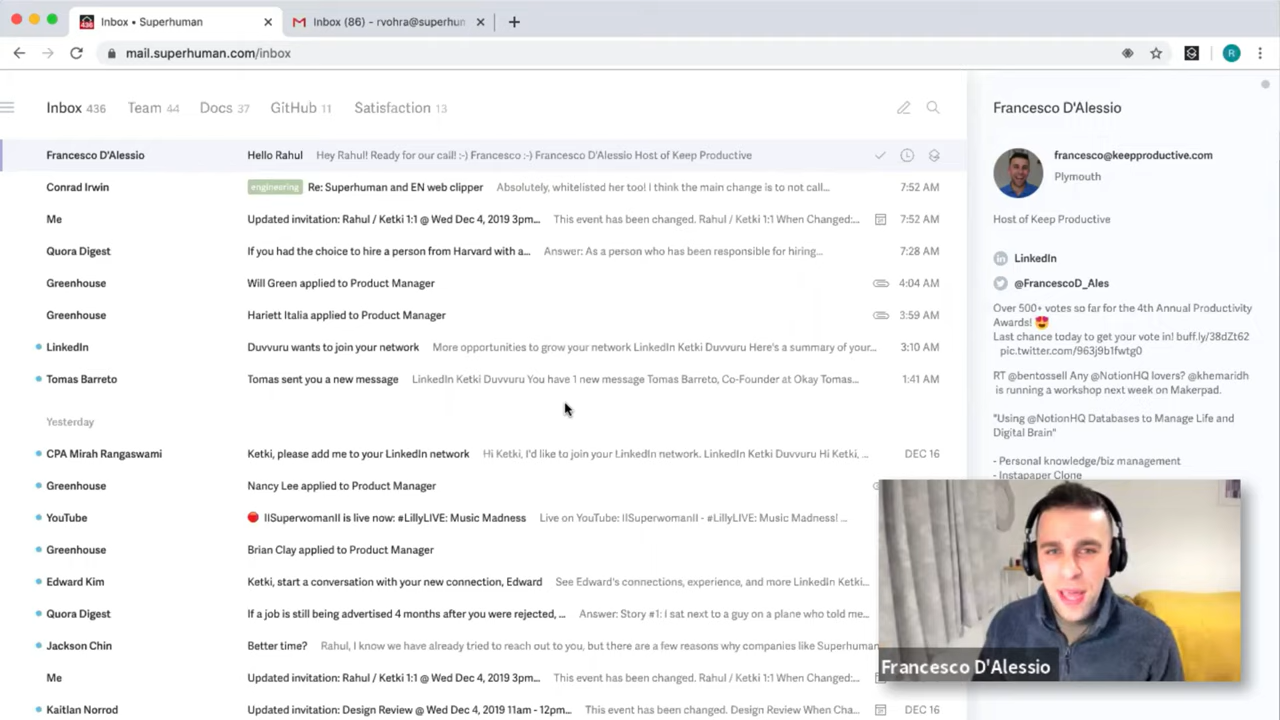 436 Inbox • Superhuman
Inbox (86) - rvohra@superhun
mail.superhuman.com/inbox
R
Inbox 436 Team 44 Docs 37 GitHub 11 Satisfaction 13
Francesco D'Alessio Hello Rahul Hey Rahul! Ready for our call! :-) Francesco :-) Francesco D'Alessio Host of Keep Productive
Conrad Irwin engineering Re: Superhuman and EN web clipper Absolutely, whitelisted her too! I think the main change is to not call... 7:52 AM
Me Updated invitation: Rahul / Ketki 1:1 @ Wed Dec 4, 2019 3pm... This event has been changed. Rahul / Ketki 1:1 When Changed:... 7:52 AM
Quora Digest If you had the choice to hire a person from Harvard with a... Answer: As a person who has been responsible for hiring... 7:28 AM
Greenhouse Will Green applied to Product Manager 4:04 AM
Greenhouse Hariett Italia applied to Product Manager 3:59 AM
LinkedIn Duvvuru wants to join your network More opportunities to grow your network LinkedIn Ketki Duvvuru Here's a summary of your... 3:10 AM
Tomas Barreto Tomas sent you a new message LinkedIn Ketki Duvvuru You have 1 new message Tomas Barreto, Co-Founder at Okay Tomas... 1:41 AM
Yesterday
CPA Mirah Rangaswami Ketki, please add me to your LinkedIn network Hi Ketki, I'd like to join your LinkedIn network. LinkedIn Ketki Duvvuru Hi Ketki, ... DEC 16
Greenhouse Nancy Lee applied to Product Manager
YouTube IISuperwomanII is live now: #LillyLIVE: Music Madness Live on YouTube: IISuperwomanII - #LillyLIVE: Music Madness! ...
Greenhouse Brian Clay applied to Product Manager
Edward Kim Ketki, start a conversation with your new connection, Edward See Edward's connections, experience, and more LinkedIn Ketki...
Quora Digest If a job is still being advertised 4 months after you were rejected, ... Answer: Story #1: I sat next to a guy on a plane who told me...
Jackson Chin Better time? Rahul, I know we have already tried to reach out to you, but there are a few reasons why companies like Superhuman
Me Updated invitation: Rahul / Ketki 1:1 @ Wed Dec 4, 2019 3pm... This event has been changed. Rahul / Ketki 1:1 When Changed:...
Kaitlan Norrod Updated invitation: Design Review @ Wed Dec 4, 2019 11am - 12pm... This event has been changed. Design Review When Cha... DEC 16
Francesco D'Alessio
francesco@keepproductive.com
Plymouth
Host of Keep Productive
in LinkedIn
@FrancescoD_Ales
Over 500+ votes so far for the 4th Annual Productivity
Awards! 😍
Last chance today to get your vote in! buff.ly/38dZt62
pic.twitter.com/963j9b1fwtg0
RT @bentossell Any @NotionHQ lovers? @khemaridh
is running a workshop next week on Makerpad.
"Using @NotionHQ Databases to Manage Life and
Digital Brain"
- Personal knowledge/biz management
- Instapaper Clone
Francesco D'Alessio